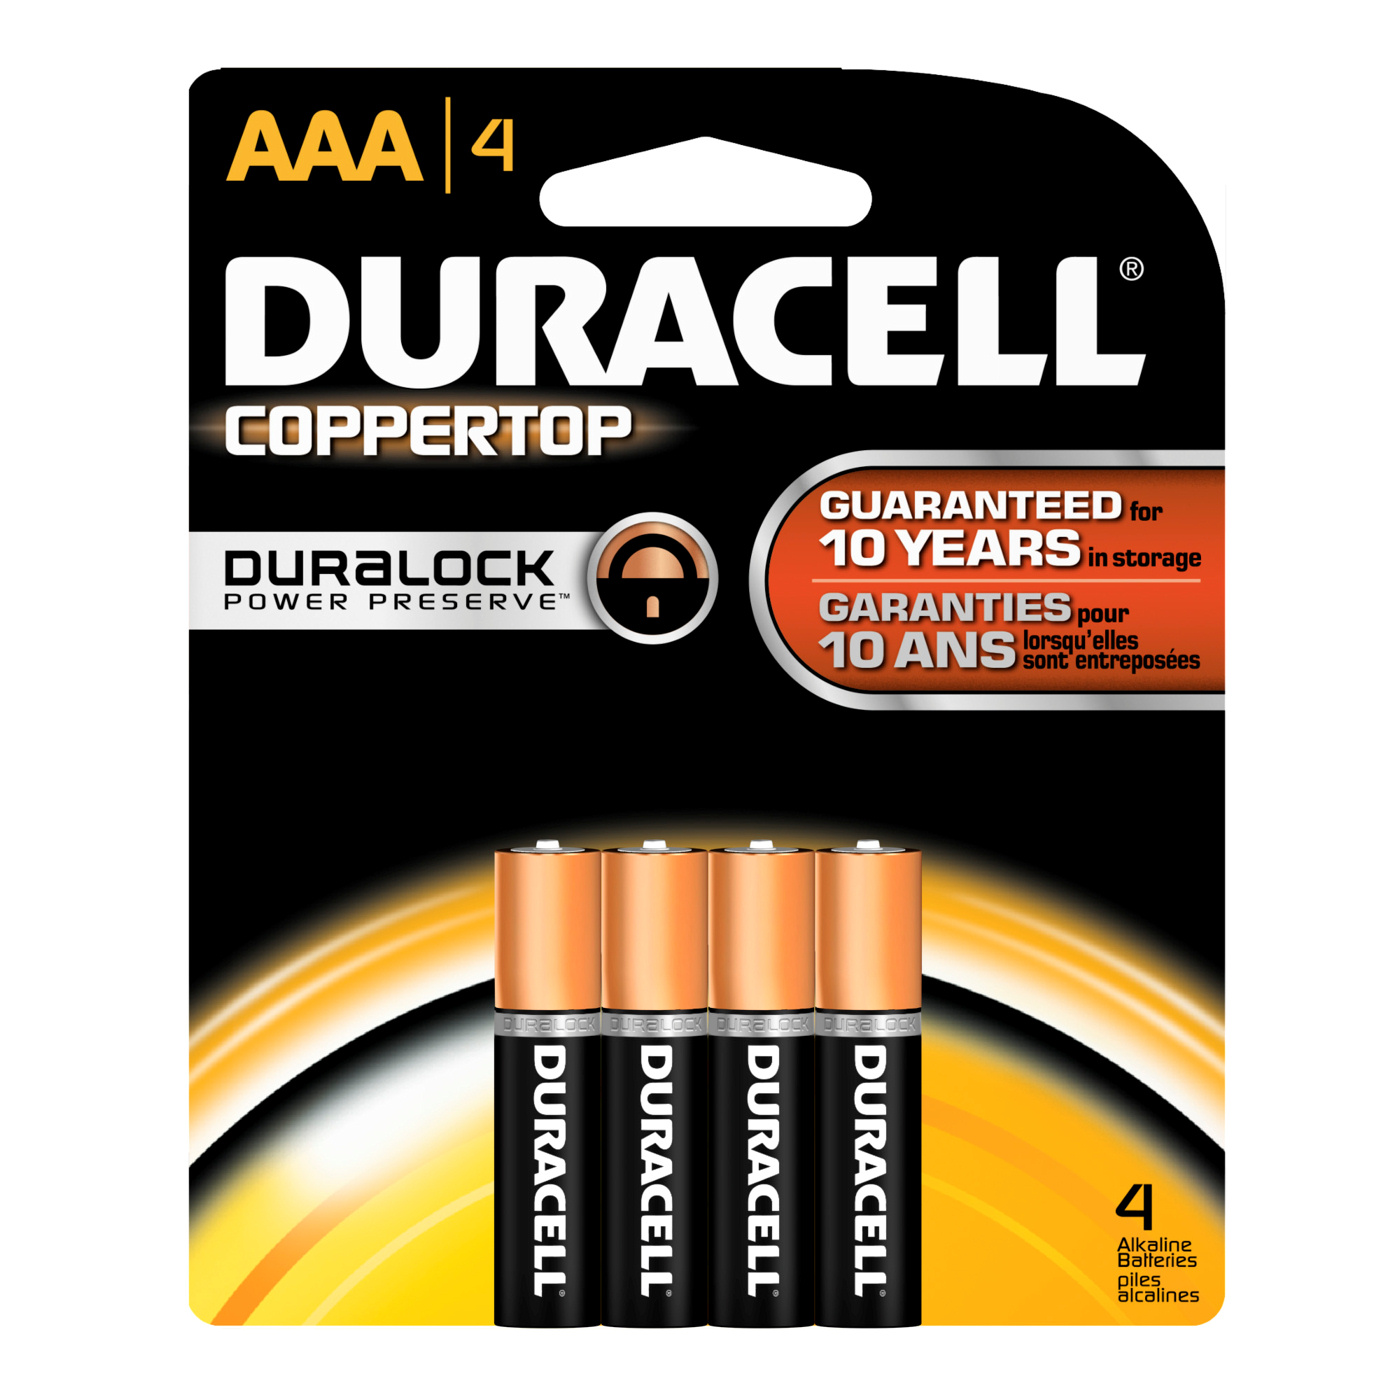 AAA | 4
DURACELL®
COPPERTOP
DURALOCK
POWER PRESERVE™
GUARANTEED for
10 YEARS in storage
GARANTIES pour
10 ANS lorsqu'elles
sont entreposées
DURALOCK DURALOCK DURALOCK DURALOCK
DURACELL®
DURACELL®
DURACELL®
DURACELL®
4
Alkaline
Batteries
piles
alcalines